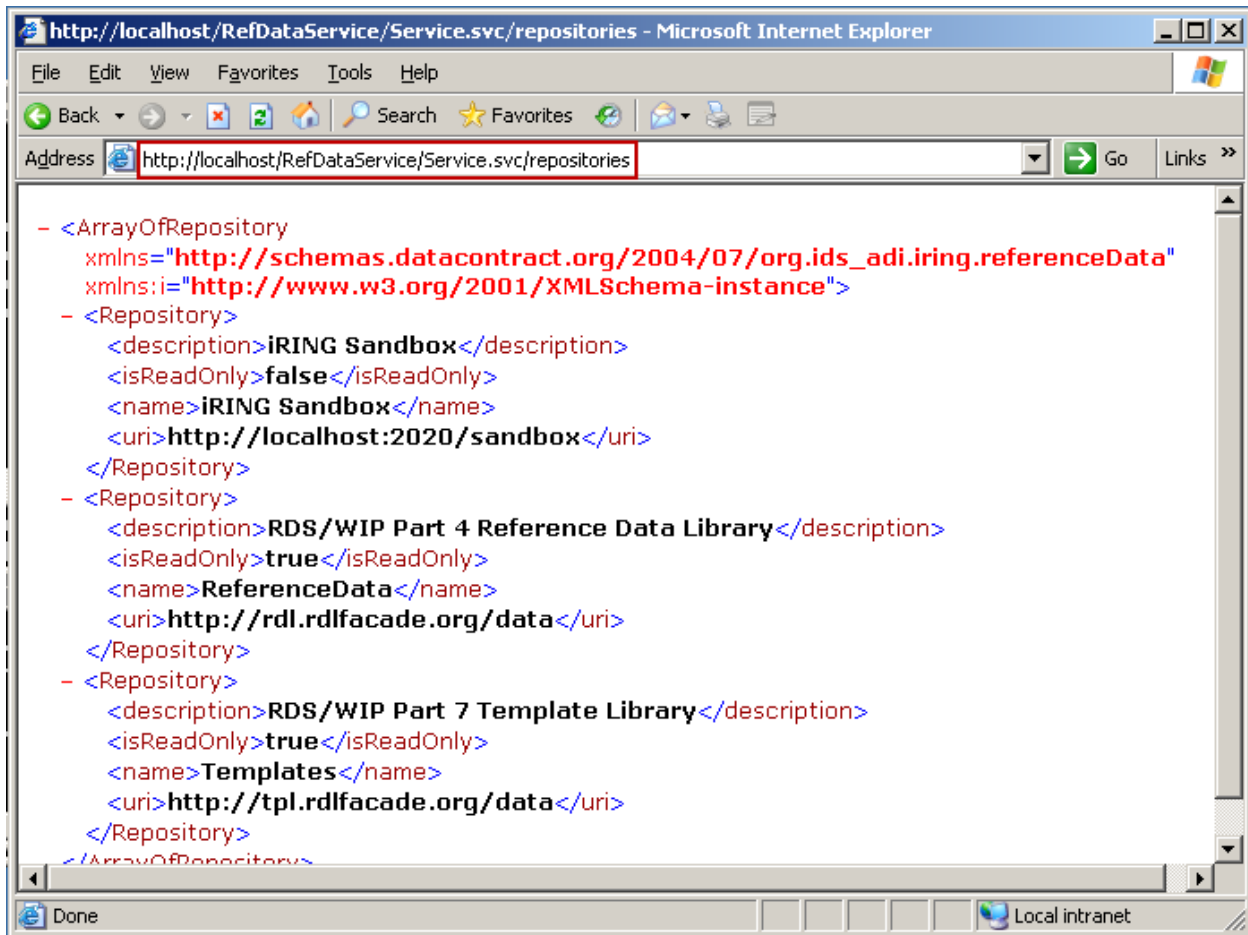 http://localhost/RefDataService/Service.svc/repositories - Microsoft Internet Explorer
File Edit View Favorites Tools Help
Back Search Favorites
Address http://localhost/RefDataService/Service.svc/repositories Go Links »
- <ArrayOfRepository
xmlns="http://schemas.datacontract.org/2004/07/org.ids_adi.iring.referenceData"
xmlns:i="http://www.w3.org/2001/XMLSchema-instance">
- <Repository>
<description>iRING Sandbox</description>
<isReadOnly>false</isReadOnly>
<name>iRING Sandbox</name>
<uri>http://localhost:2020/sandbox</uri>
</Repository>
- <Repository>
<description>RDS/WIP Part 4 Reference Data Library</description>
<isReadOnly>true</isReadOnly>
<name>ReferenceData</name>
<uri>http://rdl.rdlfacade.org/data</uri>
</Repository>
- <Repository>
<description>RDS/WIP Part 7 Template Library</description>
<isReadOnly>true</isReadOnly>
<name>Templates</name>
<uri>http://tpl.rdlfacade.org/data</uri>
</Repository>
</ArrayOfRepository>
Done Local intranet